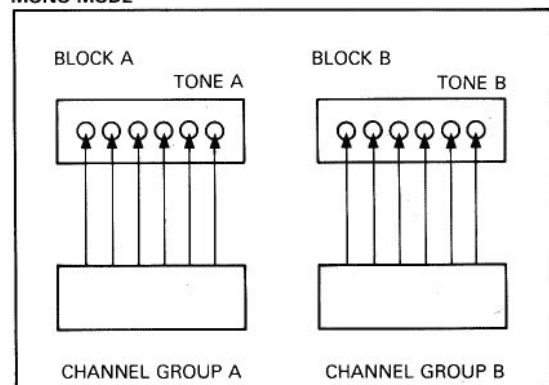 MONO MODE
BLOCK A
BLOCK B
TONE A
TONE B
CHANNEL GROUP A
CHANNEL GROUP B